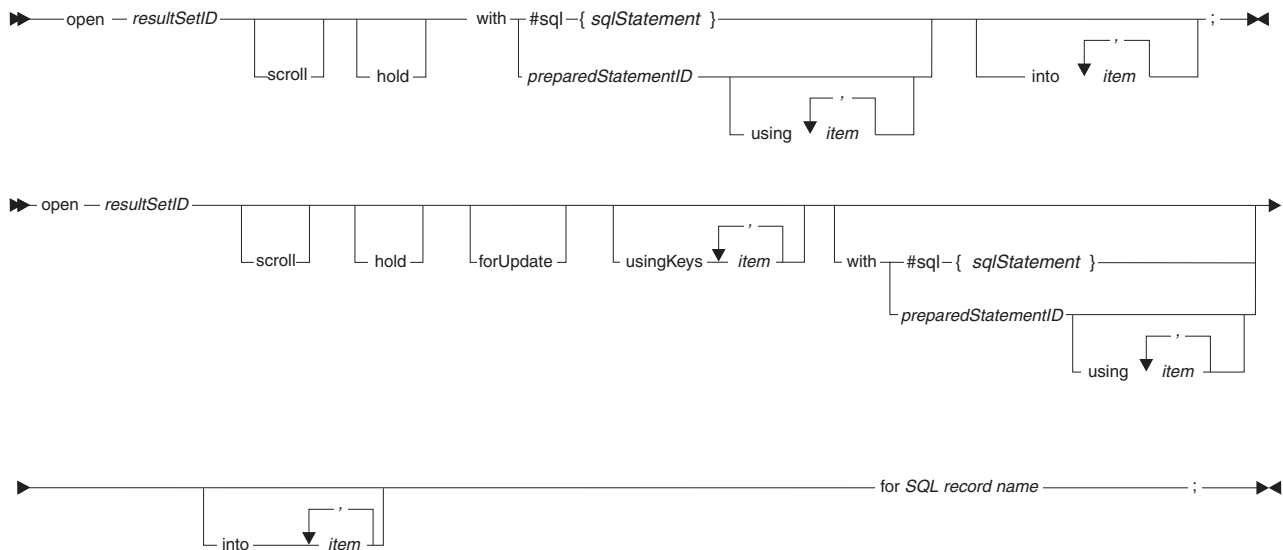 open resultSetID with #sql { sqlStatement } ;
,
scroll hold preparedStatementID into item
,
using item
open resultSetID
, 
scroll hold forUpdate usingKeys item with #sql { sqlStatement }
preparedStatementID
,
using item
for SQL record name ;
,
into item